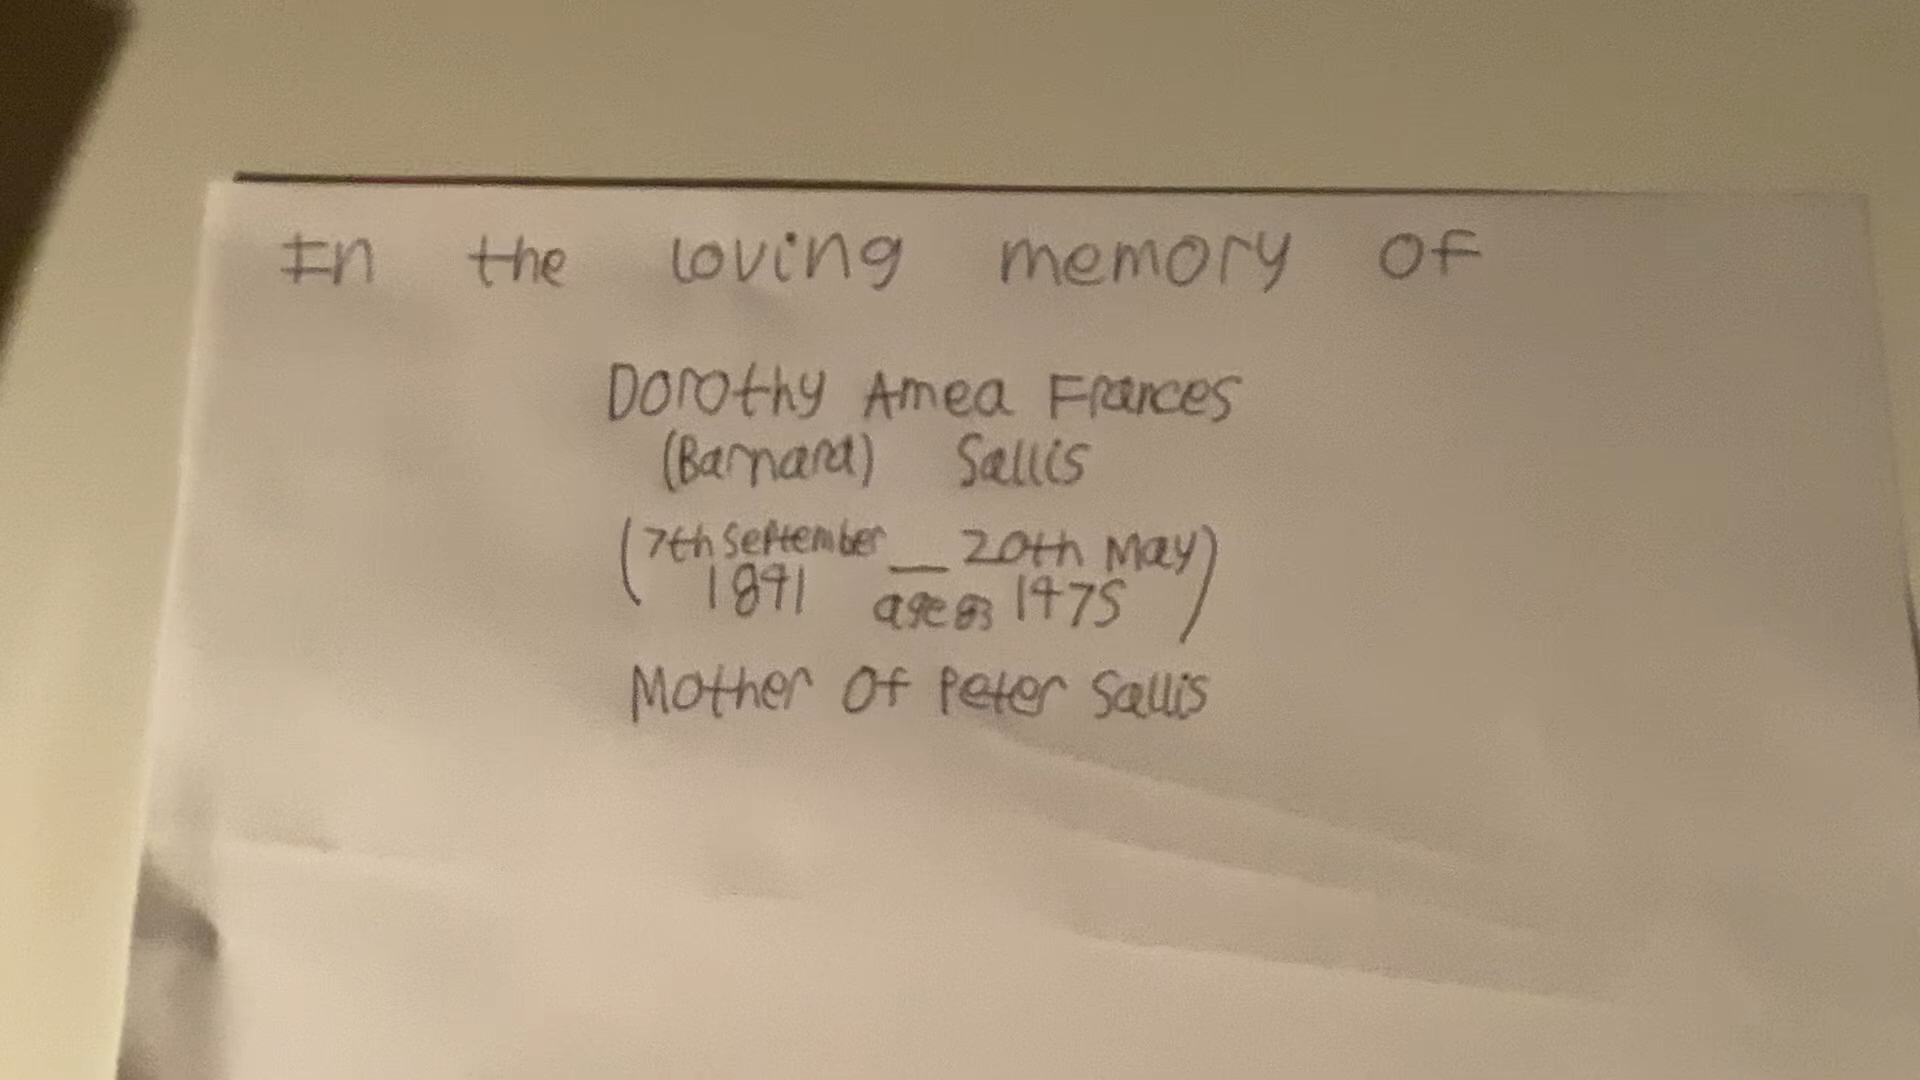 In the loving memory of
Dorothy Amea Frances
(Barnard) Sallis
(7th September — 20th May)
1891 age 83 1975
Mother Of Peter Sallis